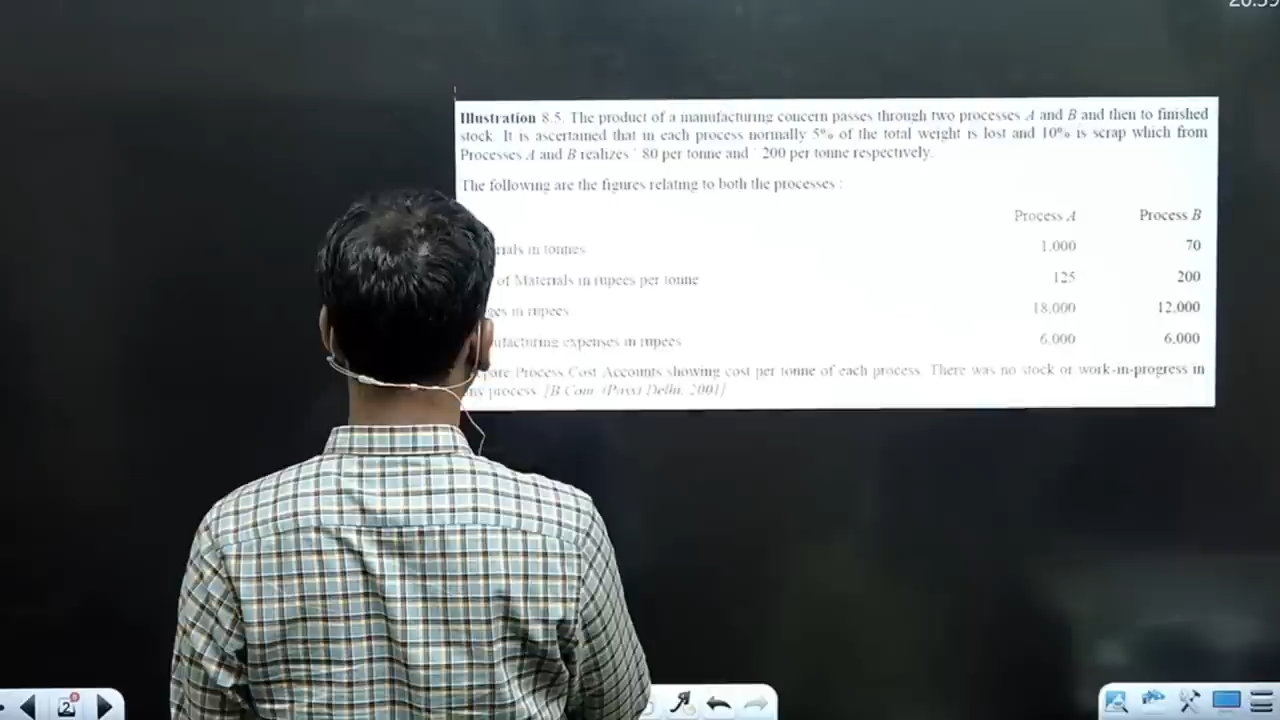 20:59
Illustration 8.5. The product of a manufacturing concern passes through two processes A and B and then to finished
stock. It is ascertained that in each process normally 5% of the total weight is lost and 10% is scrap which from
Processes A and B realizes ` 80 per tonne and ` 200 per tonne respectively.
The following are the figures relating to both the processes :
Process A Process B
rials in tonnes 1,000 70
of Materials in rupees per tonne 125 200
ges in rupees 18,000 12,000
ufacturing expenses in rupees 6,000 6,000
pare Process Cost Accounts showing cost per tonne of each process. There was no stock or work-in-progress in
ny process. [B.Com. (Pass) Delhi, 2001]
2